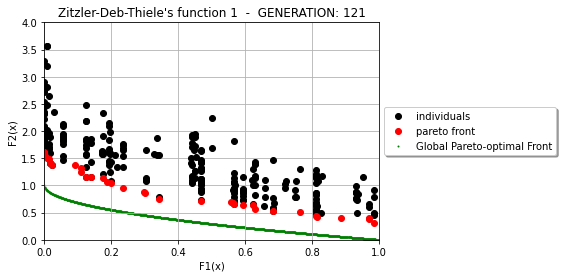 Zitzler-Deb-Thiele's function 1 - GENERATION: 121
4.0
3.5
3.0
2.5
2.0
1.5
1.0
0.5
0.0
F2(x)
0.0 0.2 0.4 0.6 0.8 1.0
F1(x)
individuals
pareto front
Global Pareto-optimal Front